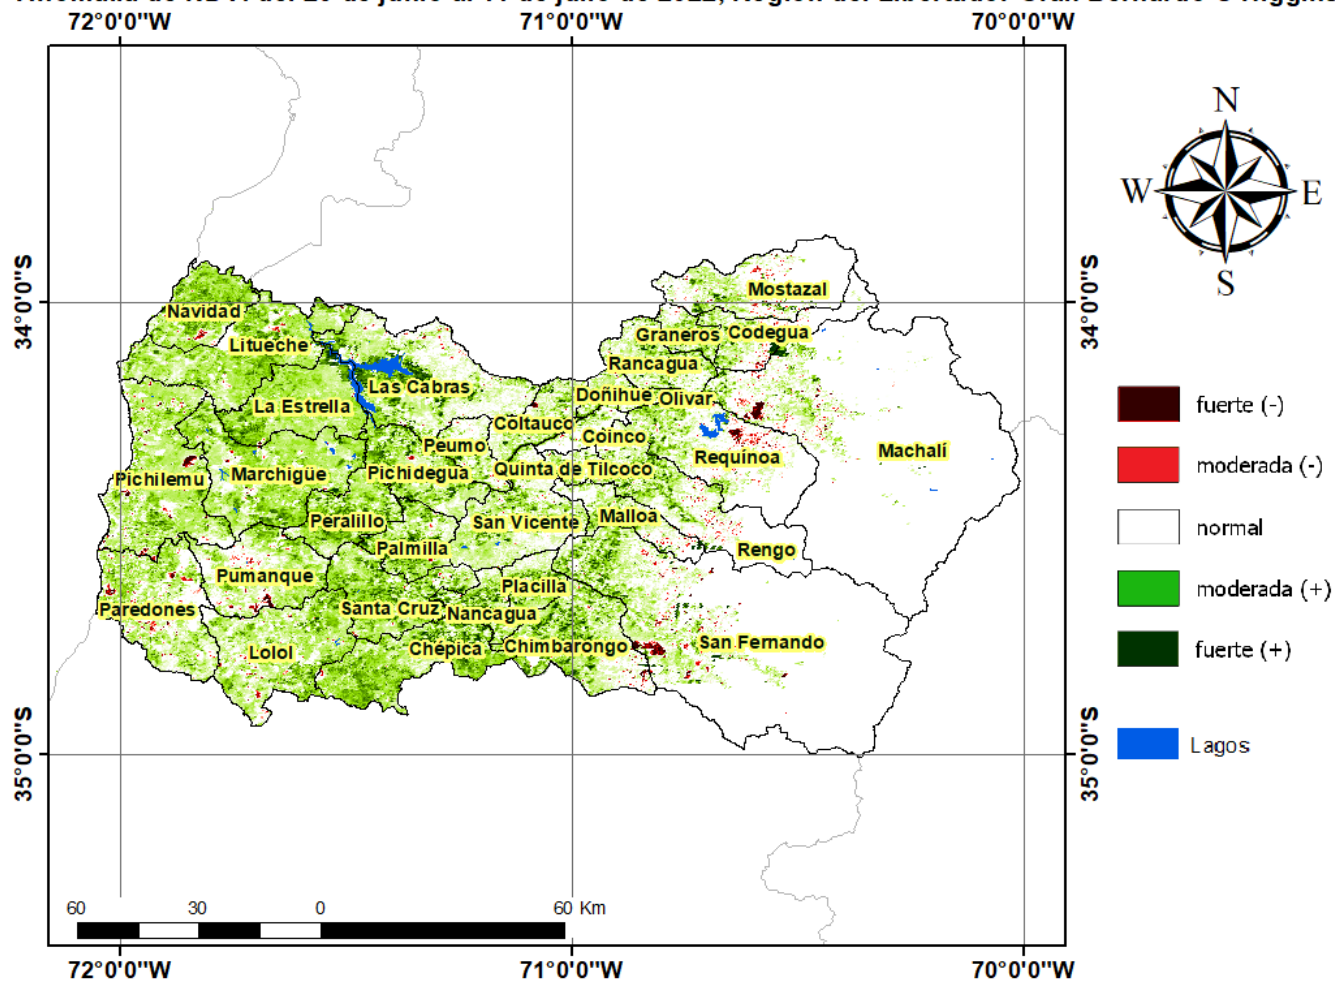 72°0'0"W 71°0'0"W 70°0'0"W
N
W E
S
34°0'0"S 34°0'0"S
Mostazal
Navidad
Graneros Codegua
Litueche
Rancagua
Las Cabras
Doñihue Olivar
La Estrella
Coltauco
Coinco
Peumo
Machalí
Requínoa
Pichilemu Marchigüe Pichidegua Quinta de Tilcoco
Peralillo San Vicente Malloa
Palmilla Rengo
Pumanque
Placilla
Paredones Santa Cruz Nancagua
Lolol Chépica Chimbarongo San Fernando
fuerte (-)
moderada (-)
normal
moderada (+)
fuerte (+)
Lagos
35°0'0"S 35°0'0"S
60 30 0 60 Km
72°0'0"W 71°0'0"W 70°0'0"W